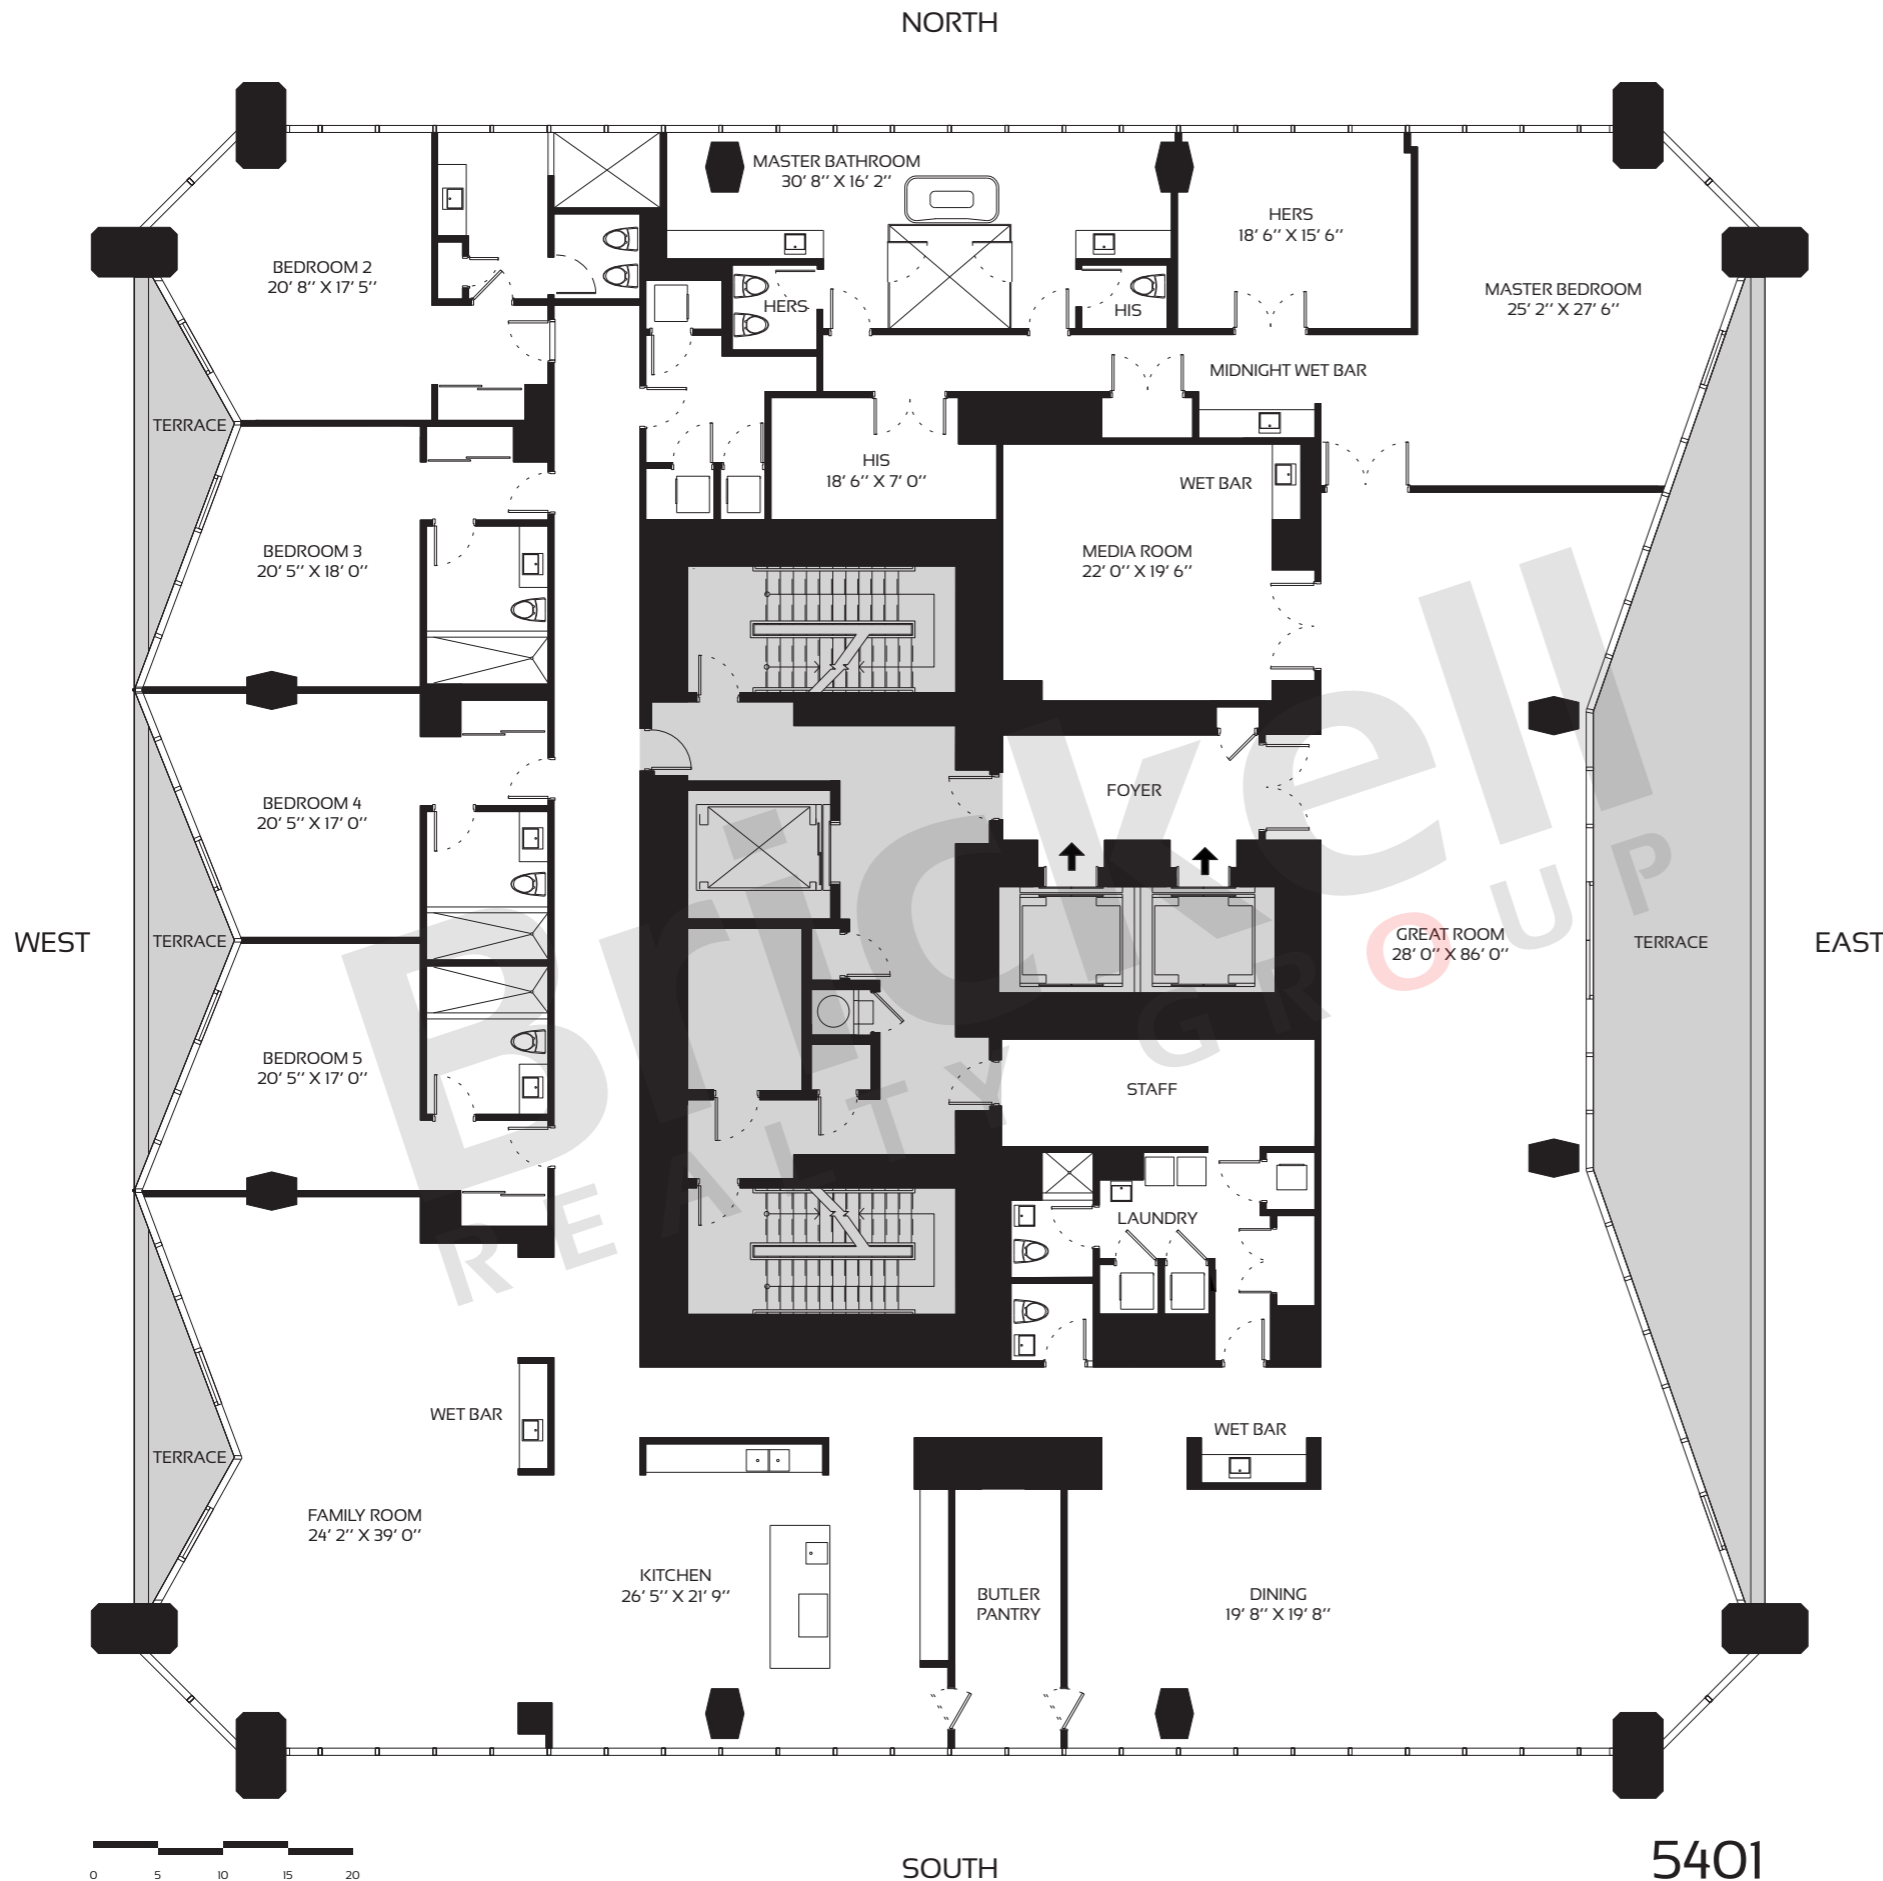 NORTH
MASTER BATHROOM
30’ 8’’ X 16’ 2’’
HERS
18’ 6’’ X 15’ 6’’
BEDROOM 2
20’ 8’’ X 17’ 5’’
MASTER BEDROOM
25’ 2’’ X 27’ 6’’
HERS
HIS
MIDNIGHT WET BAR
TERRACE
HIS
18’ 6’’ X 7’ 0’’
WET BAR
BEDROOM 3
20’ 5’’ X 18’ 0’’
MEDIA ROOM
22’ 0’’ X 19’ 6’’
FOYER
BEDROOM 4
20’ 5’’ X 17’ 0’’
WEST
TERRACE
GREAT ROOM
28’ 0’’ X 86’ 0’’
TERRACE
EAST
Brickell
REALTY GROUP
BEDROOM 5
20’ 5’’ X 17’ 0’’
STAFF
LAUNDRY
WET BAR
WET BAR
TERRACE
FAMILY ROOM
24’ 2’’ X 39’ 0’’
KITCHEN
26’ 5’’ X 21’ 9’’
BUTLER
PANTRY
DINING
19’ 8’’ X 19’ 8’’
0 5 10 15 20
SOUTH
5401